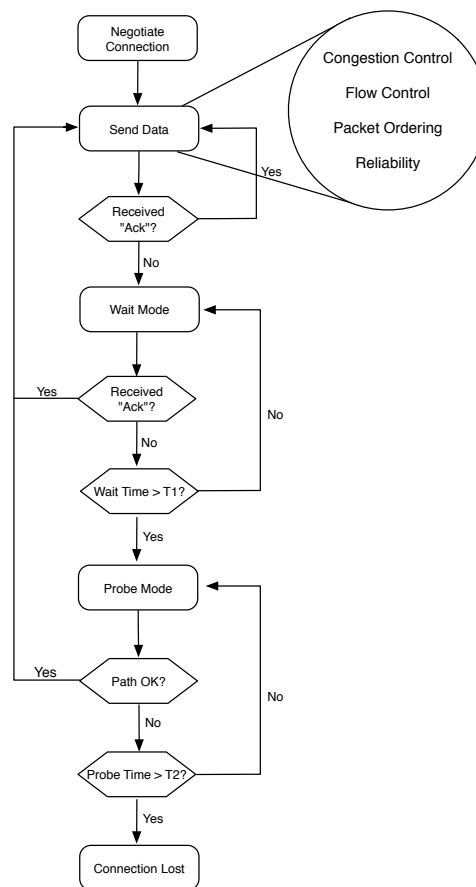 Negotiate
Connection
Congestion Control
Flow Control
Packet Ordering
Reliability
Send Data
Yes
Received
"Ack"?
No
Wait Mode
Yes
Received
"Ack"?
No
No
Wait Time > T1?
Yes
Probe Mode
Yes
Path OK?
No
No
Probe Time > T2?
Yes
Connection Lost